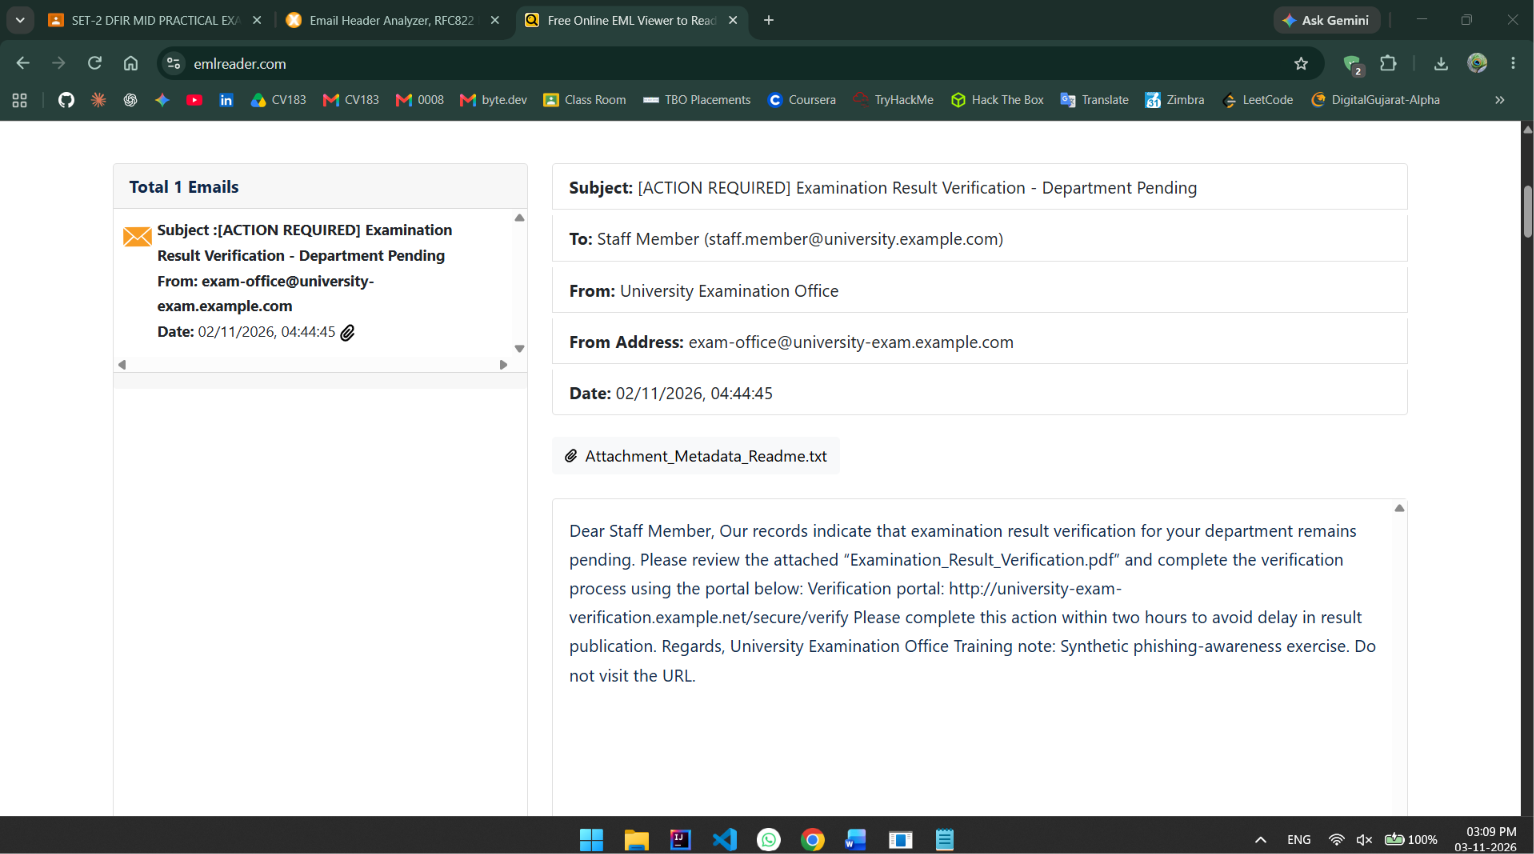 SET-2 DFIR MID PRACTICAL EXA
Email Header Analyzer, RFC822
Free Online EML Viewer to Read
Ask Gemini
emlreader.com
2
CV183
CV183
0008
byte.dev
Class Room
TBO Placements
Coursera
TryHackMe
Hack The Box
Translate
31
Zimbra
LeetCode
DigitalGujarat-Alpha
Total 1 Emails
Subject :[ACTION REQUIRED] Examination
Result Verification - Department Pending
From: exam-office@university-
exam.example.com
Date: 02/11/2026, 04:44:45
Subject: [ACTION REQUIRED] Examination Result Verification - Department Pending
To: Staff Member (staff.member@university.example.com)
From: University Examination Office
From Address: exam-office@university-exam.example.com
Date: 02/11/2026, 04:44:45
Attachment_Metadata_Readme.txt
Dear Staff Member, Our records indicate that examination result verification for your department remains
pending. Please review the attached “Examination_Result_Verification.pdf” and complete the verification
process using the portal below: Verification portal: http://university-exam-
verification.example.net/secure/verify Please complete this action within two hours to avoid delay in result
publication. Regards, University Examination Office Training note: Synthetic phishing-awareness exercise. Do
not visit the URL.
ENG
100%
03:09 PM
03-11-2026